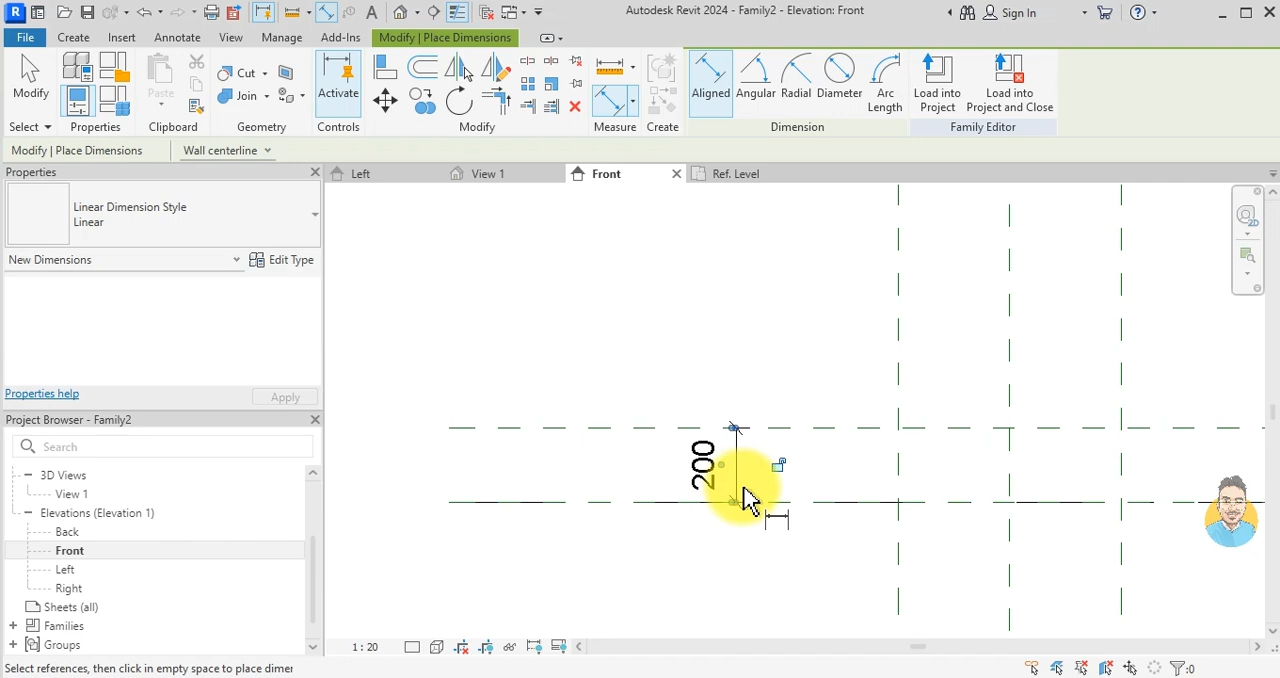 Autodesk Revit 2024 - Family2 - Elevation: Front
Sign In
File Create Insert Annotate View Manage Add-Ins Modify | Place Dimensions
Modify Paste Cut Join Activate Aligned Angular Radial Diameter Arc Length Load into Project Load into Project and Close
Select Properties Clipboard Geometry Controls Modify Measure Create Dimension Family Editor
Modify | Place Dimensions Wall centerline
Properties
Left View 1 Front Ref. Level
Linear Dimension Style
Linear
New Dimensions Edit Type
Properties help Apply
Project Browser - Family2
Search
3D Views
View 1
Elevations (Elevation 1)
Back
Front
Left
Right
Sheets (all)
Families
Groups
200
2D
1 : 20
Select references, then click in empty space to place dimer
:0